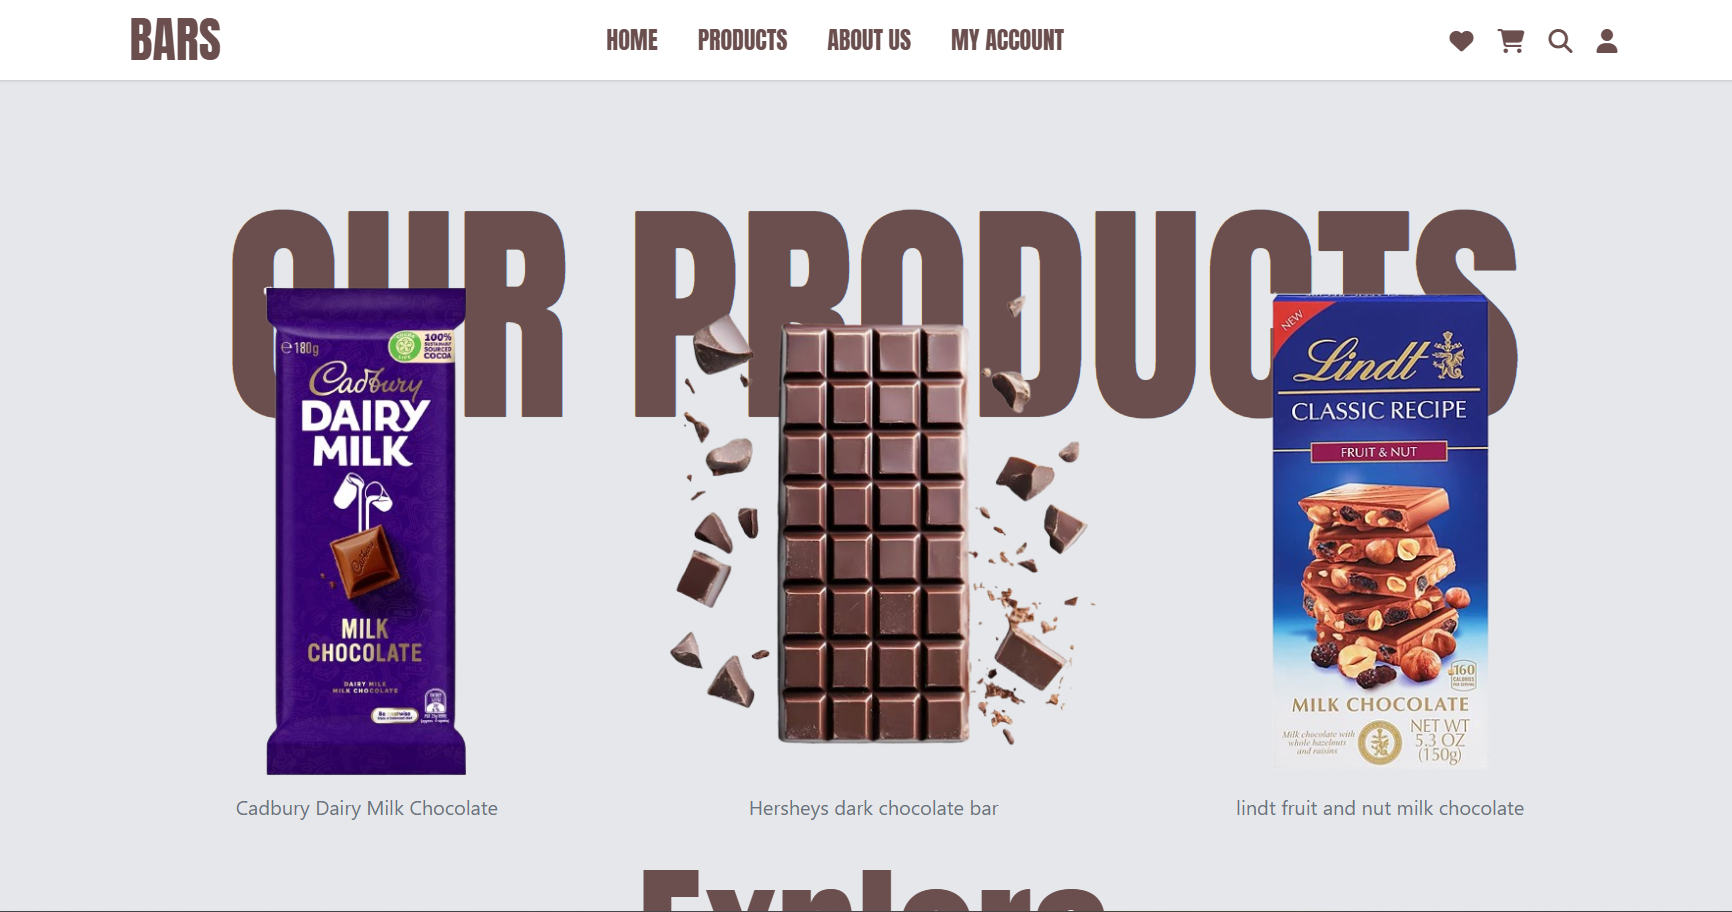 BARS
HOME
PRODUCTS
ABOUT US
MY ACCOUNT
OUR PRODUCTS
℮180g
100%
SUSTAINABLY
SOURCED
COCOA
Cadbury
DAIRY
MILK
MILK
CHOCOLATE
DAIRY MILK
MILK CHOCOLATE
NEW
Lindt
CLASSIC RECIPE
FRUIT & NUT
160
CALORIES
MILK CHOCOLATE
Milk chocolate with
whole hazelnuts
and raisins
NET WT
5.3 OZ
(150g)
Cadbury Dairy Milk Chocolate
Hersheys dark chocolate bar
lindt fruit and nut milk chocolate
Explore